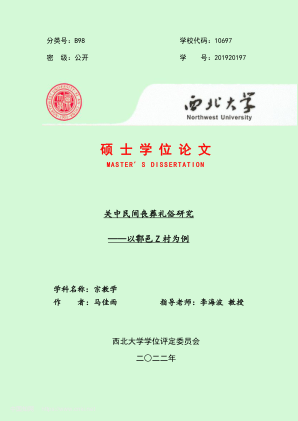 分类号：B98 学校代码：10697
密 级：公开 学 号：201920197
西北大学
Northwest University
硕士学位论文
MASTER'S DISSERTATION
关中民间丧葬礼俗研究
——以鄠邑Z村为例
学科名称：宗教学
作 者：马佳雨 指导老师：李海波 教授
西北大学学位评定委员会
二〇二二年